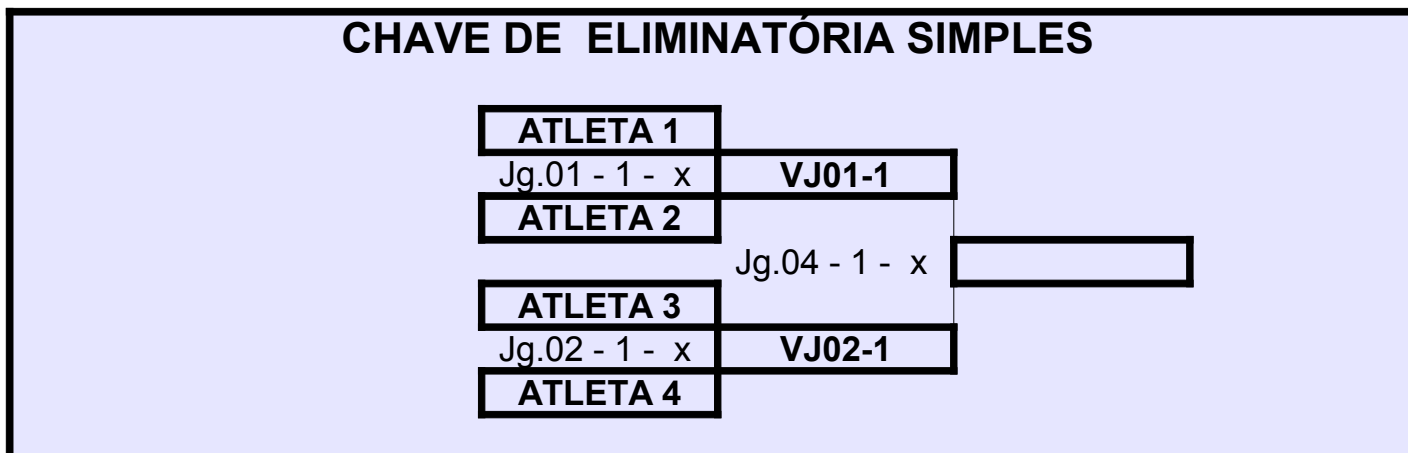 CHAVE DE ELIMINATÓRIA SIMPLES
ATLETA 1
Jg.01 - 1 - x VJ01-1
ATLETA 2
Jg.04 - 1 - x
ATLETA 3
Jg.02 - 1 - x VJ02-1
ATLETA 4